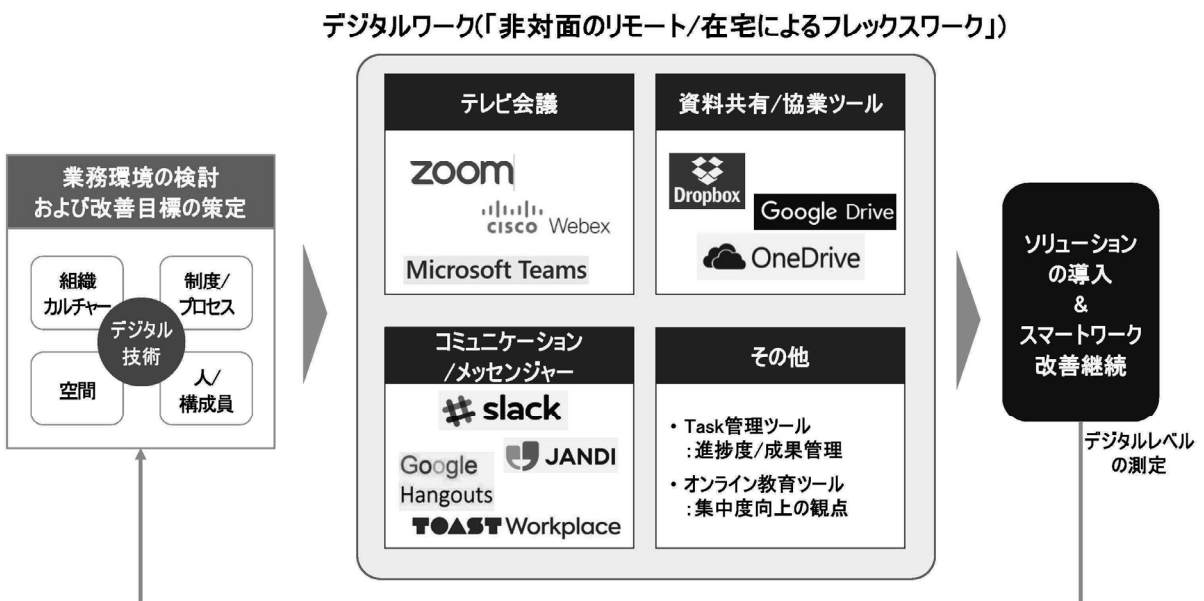 デジタルワーク(「非対面のリモート/在宅によるフレックスワーク」)
業務環境の検討
および改善目標の策定
組織
カルチャー
制度/
プロセス
デジタル
技術
空間
人/
構成員
テレビ会議
zoom
cisco Webex
Microsoft Teams
資料共有/協業ツール
Dropbox
Google Drive
OneDrive
コミュニケーション
/メッセンジャー
slack
JANDI
Google
Hangouts
TOAST Workplace
その他
・Task管理ツール
:進捗度/成果管理
・オンライン教育ツール
:集中度向上の観点
ソリューション
の導入
&
スマートワーク
改善継続
デジタルレベル
の測定